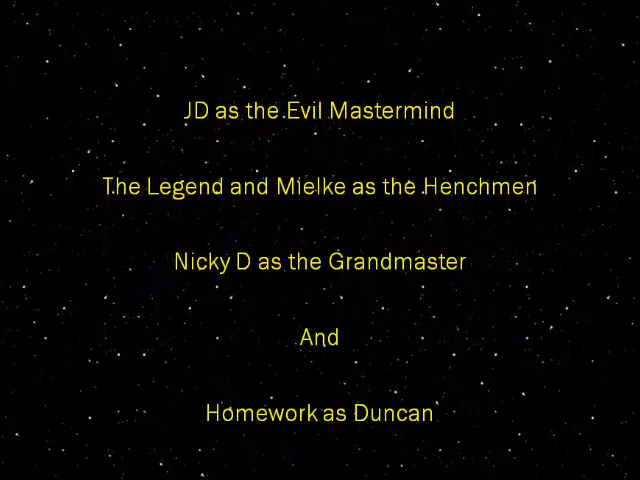 JD as the Evil Mastermind
The Legend and Mielke as the Henchmen
Nicky D as the Grandmaster
And
Homework as Duncan